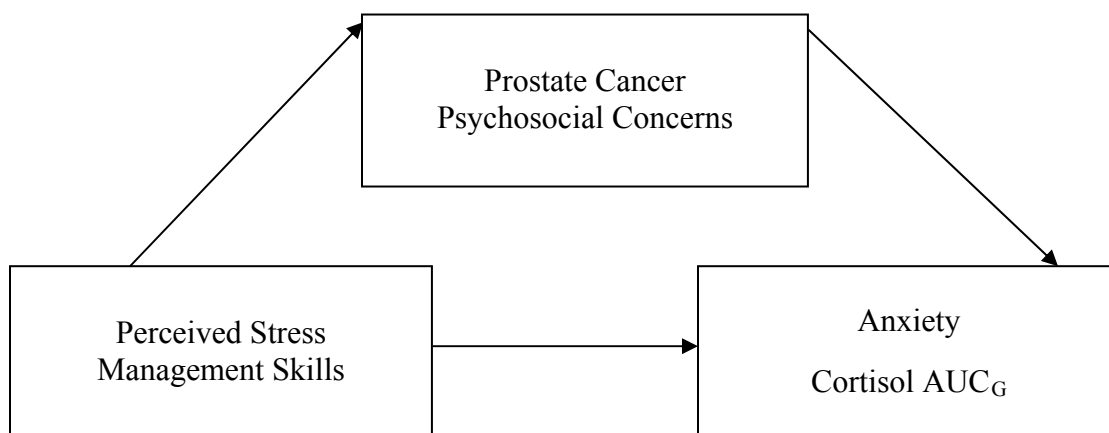 Prostate Cancer
Psychosocial Concerns
Perceived Stress
Management Skills
Anxiety
Cortisol AUCG